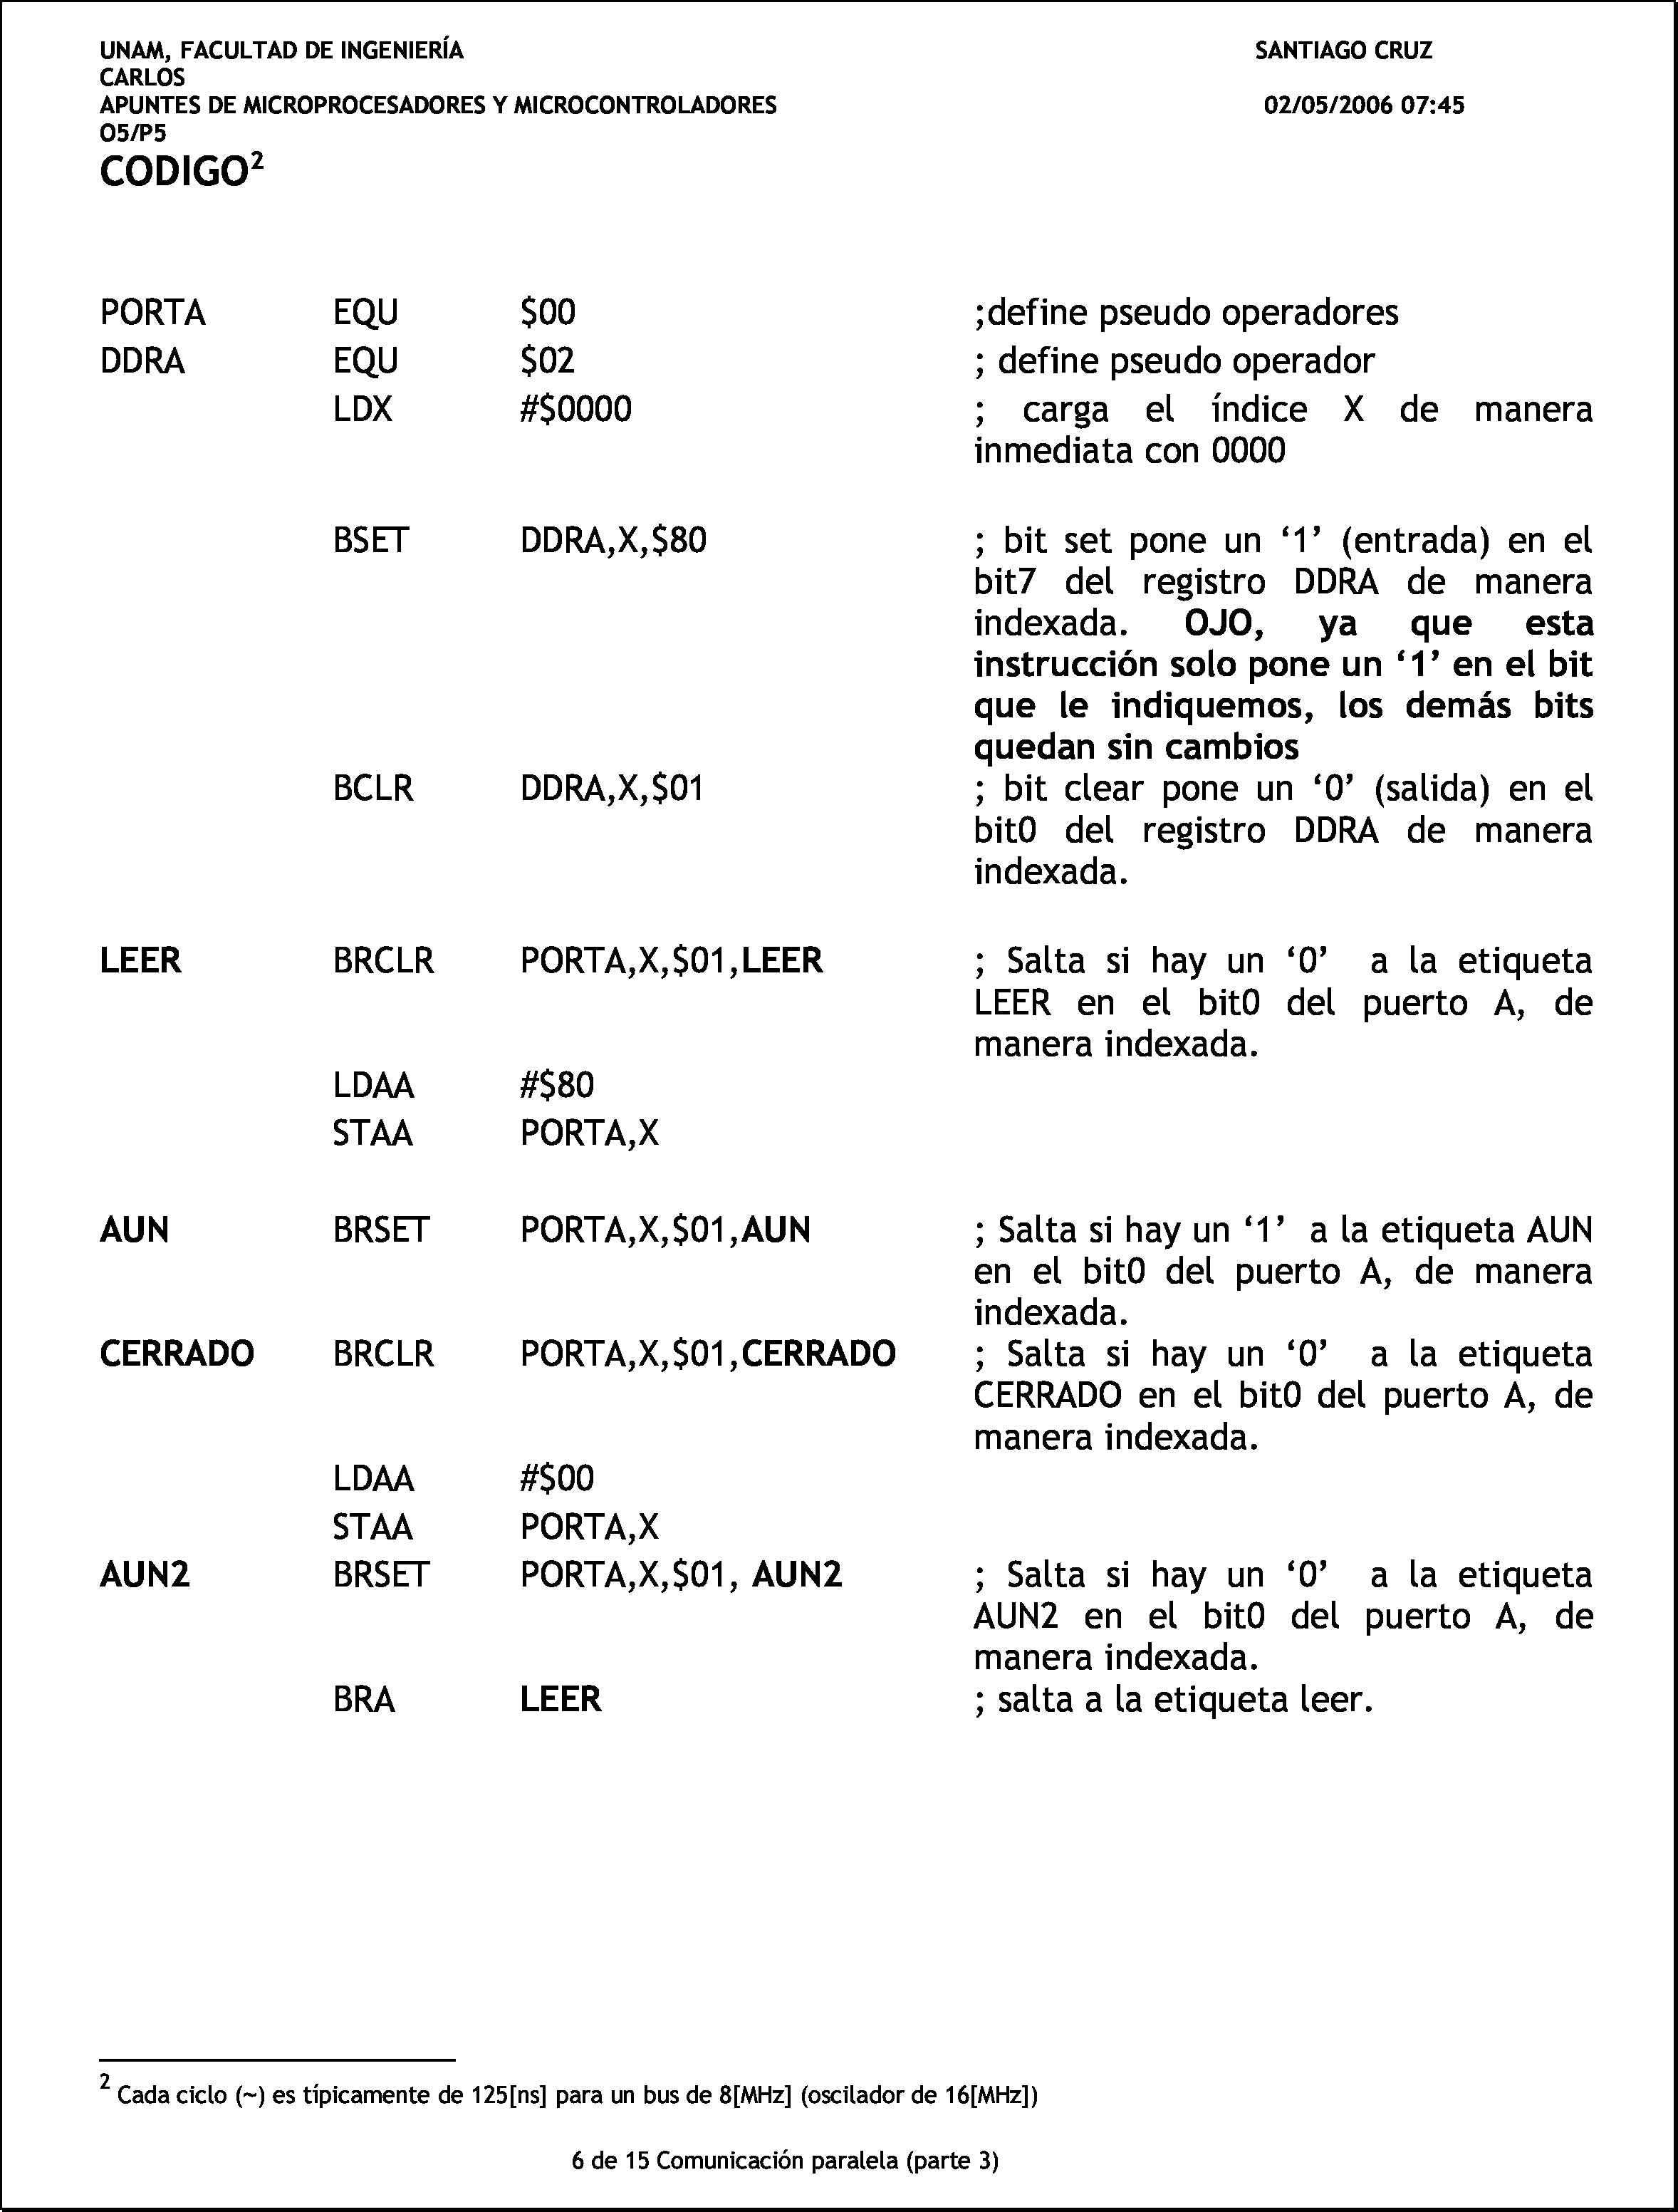 UNAM, FACULTAD DE INGENIERÍA SANTIAGO CRUZ
CARLOS
APUNTES DE MICROPROCESADORES Y MICROCONTROLADORES 02/05/2006 07:45
O5/P5
CODIGO²
PORTA EQU $00 ;define pseudo operadores
DDRA EQU $02 ; define pseudo operador
LDX #$0000 ; carga el índice X de manera
inmediata con 0000
BSET DDRA,X,$80 ; bit set pone un ‘1’ (entrada) en el
bit7 del registro DDRA de manera
indexada. OJO, ya que esta
instrucción solo pone un ‘1’ en el bit
que le indiquemos, los demás bits
quedan sin cambios
BCLR DDRA,X,$01 ; bit clear pone un ‘0’ (salida) en el
bit0 del registro DDRA de manera
indexada.
LEER BRCLR PORTA,X,$01,LEER ; Salta si hay un ‘0’ a la etiqueta
LEER en el bit0 del puerto A, de
manera indexada.
LDAA #$80
STAA PORTA,X
AUN BRSET PORTA,X,$01,AUN ; Salta si hay un ‘1’ a la etiqueta AUN
en el bit0 del puerto A, de manera
indexada.
CERRADO BRCLR PORTA,X,$01,CERRADO ; Salta si hay un ‘0’ a la etiqueta
CERRADO en el bit0 del puerto A, de
manera indexada.
LDAA #$00
STAA PORTA,X
AUN2 BRSET PORTA,X,$01, AUN2 ; Salta si hay un ‘0’ a la etiqueta
AUN2 en el bit0 del puerto A, de
manera indexada.
BRA LEER ; salta a la etiqueta leer.
² Cada ciclo (~) es típicamente de 125[ns] para un bus de 8[MHz] (oscilador de 16[MHz])
6 de 15 Comunicación paralela (parte 3)